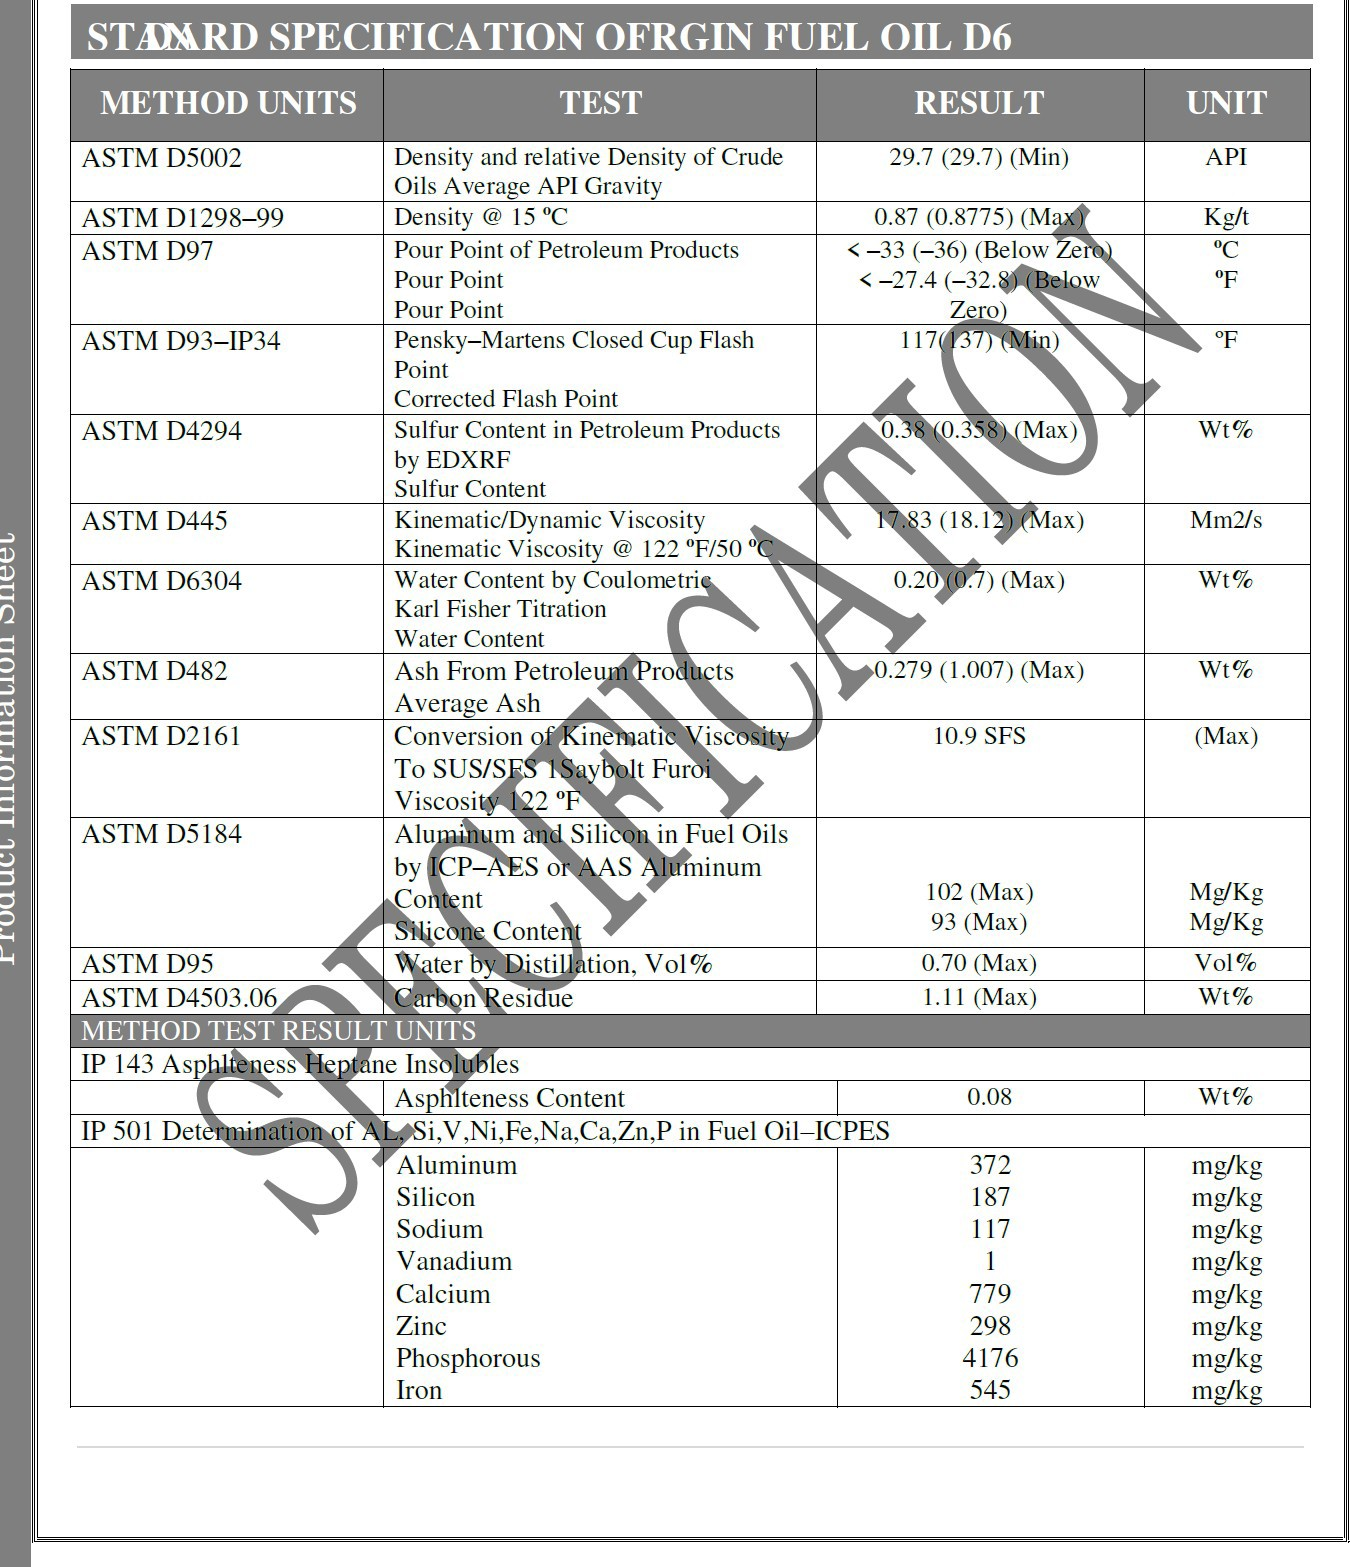 STANDARD SPECIFICATION OFRGIN FUEL OIL D6
METHOD UNITS TEST RESULT UNIT
ASTM D5002 Density and relative Density of Crude 29.7 (29.7) (Min) API
Oils Average API Gravity
ASTM D1298–99 Density @ 15 ºC 0.87 (0.8775) (Max) Kg/t
ASTM D97 Pour Point of Petroleum Products < –33 (–36) (Below Zero) ºC
Pour Point < –27.4 (–32.8) (Below ºF
Pour Point Zero)
ASTM D93–IP34 Pensky–Martens Closed Cup Flash 117(137) (Min) ºF
Point
Corrected Flash Point
ASTM D4294 Sulfur Content in Petroleum Products 0.38 (0.358) (Max) Wt%
by EDXRF
Sulfur Content
ASTM D445 Kinematic/Dynamic Viscosity 17.83 (18.12) (Max) Mm2/s
Kinematic Viscosity @ 122 ºF/50 ºC
ASTM D6304 Water Content by Coulometric 0.20 (0.7) (Max) Wt%
Karl Fisher Titration
Water Content
ASTM D482 Ash From Petroleum Products 0.279 (1.007) (Max) Wt%
Average Ash
ASTM D2161 Conversion of Kinematic Viscosity 10.9 SFS (Max)
To SUS/SFS 1Saybolt Furoi
Viscosity 122 ºF
ASTM D5184 Aluminum and Silicon in Fuel Oils
by ICP–AES or AAS Aluminum
Content 102 (Max) Mg/Kg
Silicone Content 93 (Max) Mg/Kg
ASTM D95 Water by Distillation, Vol% 0.70 (Max) Vol%
ASTM D4503.06 Carbon Residue 1.11 (Max) Wt%
METHOD TEST RESULT UNITS
IP 143 Asphlteness Heptane Insolubles
Asphlteness Content 0.08 Wt%
IP 501 Determination of AL, Si,V,Ni,Fe,Na,Ca,Zn,P in Fuel Oil–ICPES
Aluminum 372 mg/kg
Silicon 187 mg/kg
Sodium 117 mg/kg
Vanadium 1 mg/kg
Calcium 779 mg/kg
Zinc 298 mg/kg
Phosphorous 4176 mg/kg
Iron 545 mg/kg
SPECIFICATION
Product Information Sheet